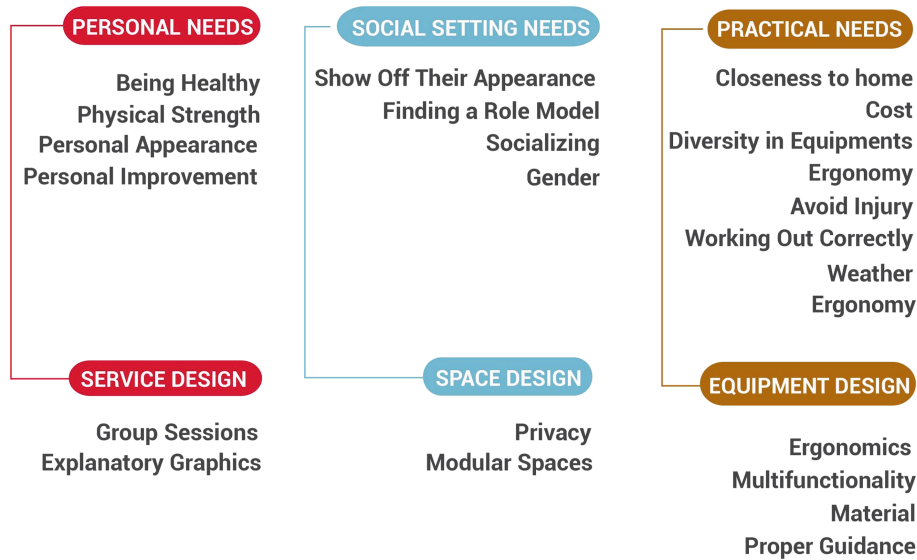 PERSONAL NEEDS
Being Healthy
Physical Strength
Personal Appearance
Personal Improvement
SERVICE DESIGN
Group Sessions
Explanatory Graphics
SOCIAL SETTING NEEDS
Show Off Their Appearance
Finding a Role Model
Socializing
Gender
SPACE DESIGN
Privacy
Modular Spaces
PRACTICAL NEEDS
Closeness to home
Cost
Diversity in Equipments
Ergonomy
Avoid Injury
Working Out Correctly
Weather
Ergonomy
EQUIPMENT DESIGN
Ergonomics
Multifunctionality
Material
Proper Guidance